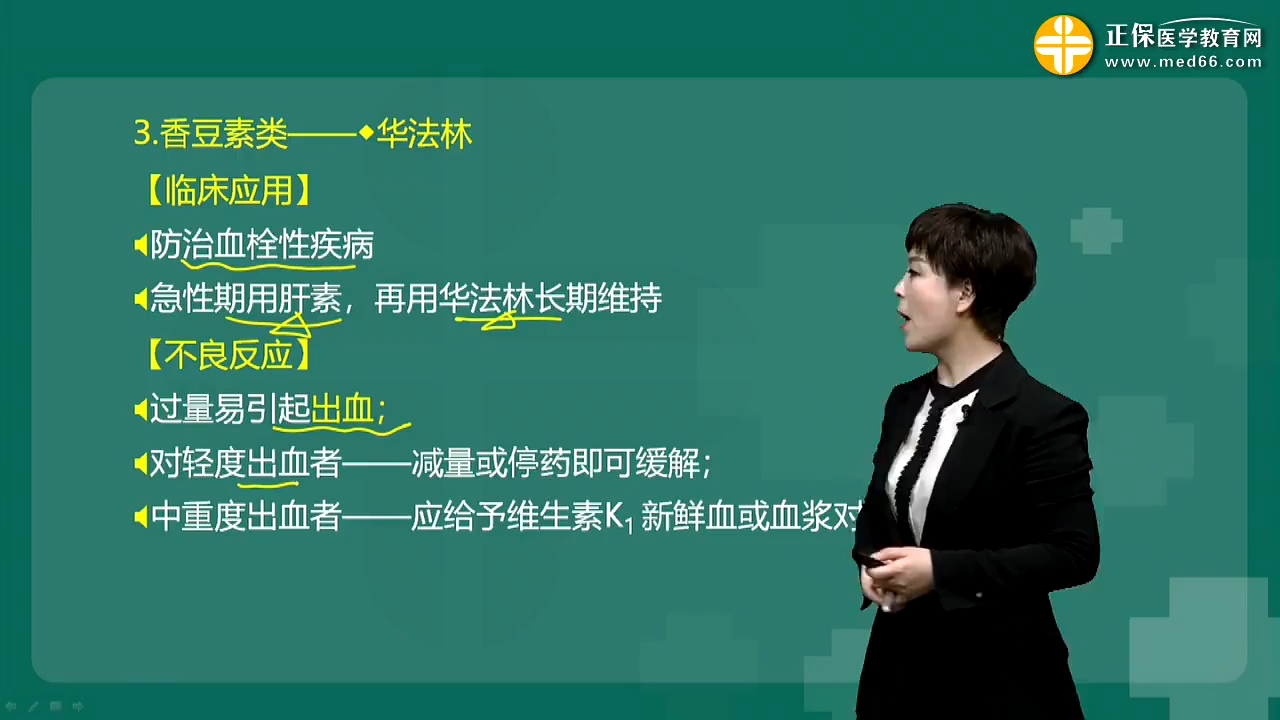 正保医学教育网
www.med66.com
3.香豆素类——◆华法林
【临床应用】
防治血栓性疾病
急性期用肝素，再用华法林长期维持
【不良反应】
过量易引起出血；
对轻度出血者——减量或停药即可缓解；
中重度出血者——应给予维生素K₁ 新鲜血或血浆对